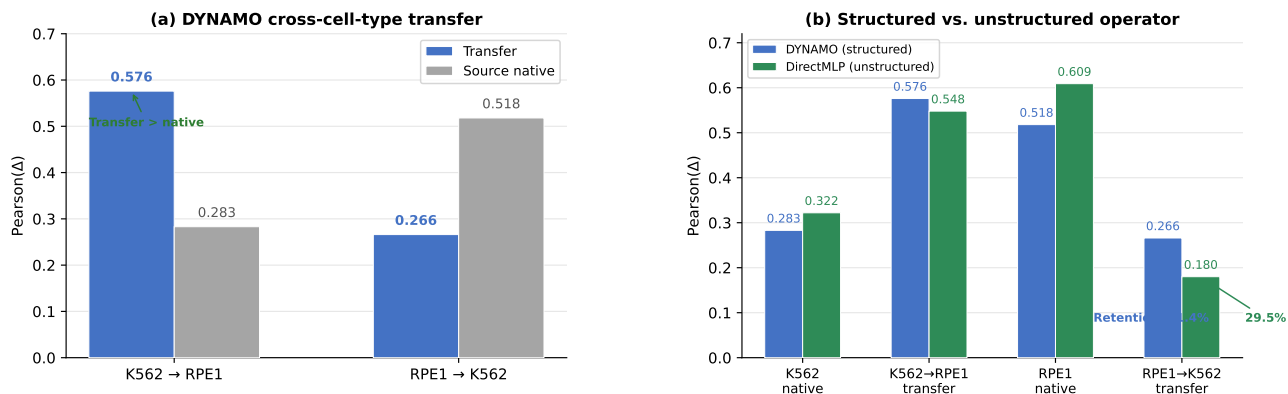 (a) DYNAMO cross-cell-type transfer
Pearson(Δ)
0.7
0.6
0.5
0.4
0.3
0.2
0.1
0.0
Transfer
Source native
0.576
Transfer > native
0.283
0.266
0.518
K562 → RPE1
RPE1 → K562
(b) Structured vs. unstructured operator
Pearson(Δ)
0.7
0.6
0.5
0.4
0.3
0.2
0.1
0.0
DYNAMO (structured)
DirectMLP (unstructured)
0.283
0.322
0.576
0.548
0.518
0.609
0.266
0.180
29.5%
K562
native
K562→RPE1
transfer
RPE1
native
RPE1→K562
transfer